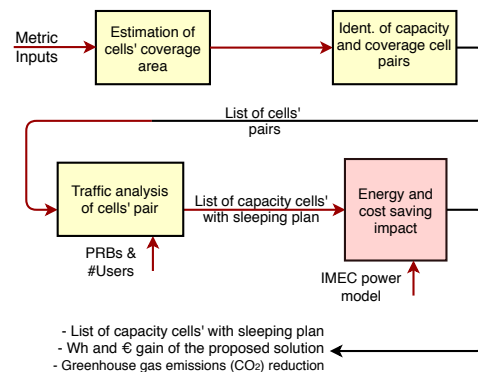 Metric
Inputs
Estimation of
cells' coverage
area
Ident. of capacity
and coverage cell
pairs
List of cells'
pairs
Traffic analysis
of cells' pair
List of capacity cells'
with sleeping plan
Energy and
cost saving
impact
PRBs &
#Users
IMEC power
model
- List of capacity cells' with sleeping plan
- Wh and € gain of the proposed solution
- Greenhouse gas emissions (CO₂) reduction